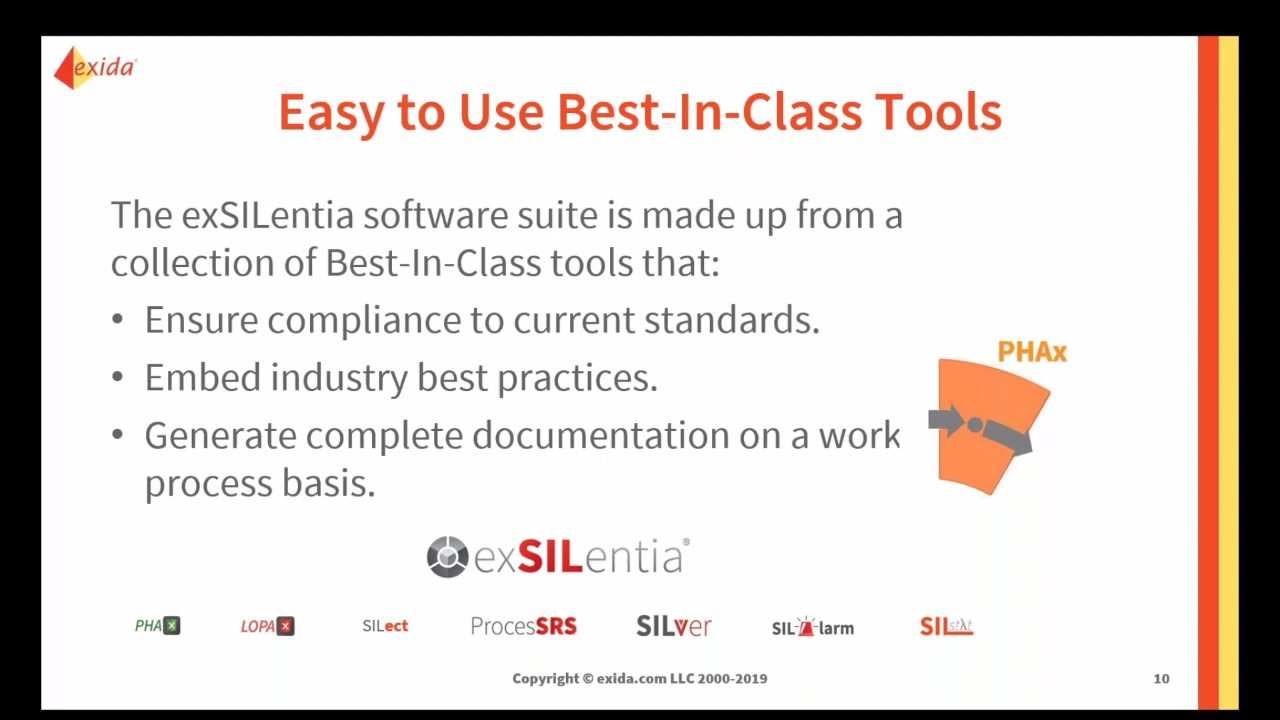 exida
Easy to Use Best-In-Class Tools
The exSILentia software suite is made up from a
collection of Best-In-Class tools that:
• Ensure compliance to current standards.
• Embed industry best practices.
• Generate complete documentation on a work
process basis.
PHAx
exSILentia®
PHAx LOPAx SILect ProcesSRS SILver SILAlarm SILstat
Copyright © exida.com LLC 2000-2019
10